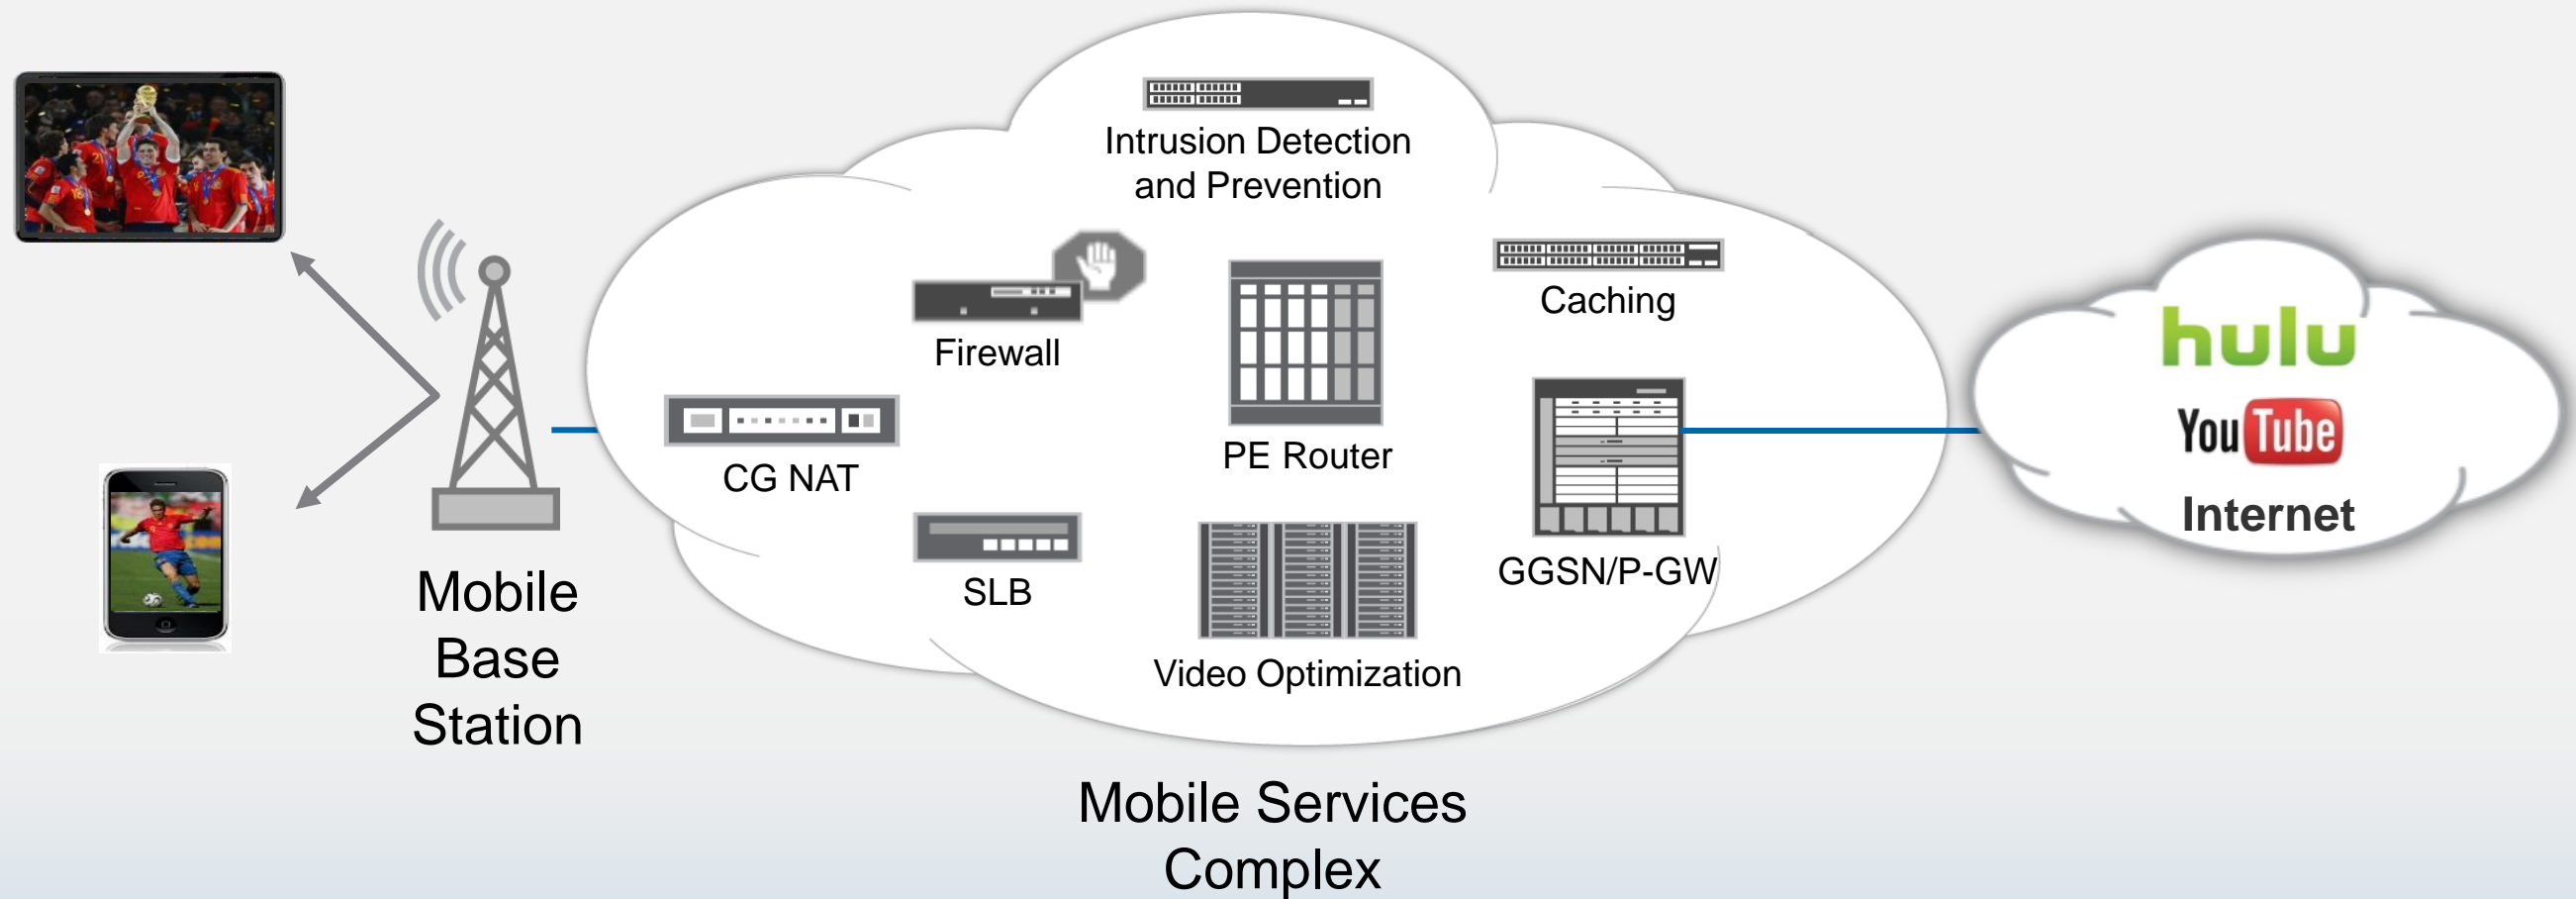 Intrusion Detection
and Prevention
Firewall
Caching
CG NAT
PE Router
SLB
GGSN/P-GW
Video Optimization
Mobile
Base
Station
Mobile Services
Complex
hulu
YouTube
Internet